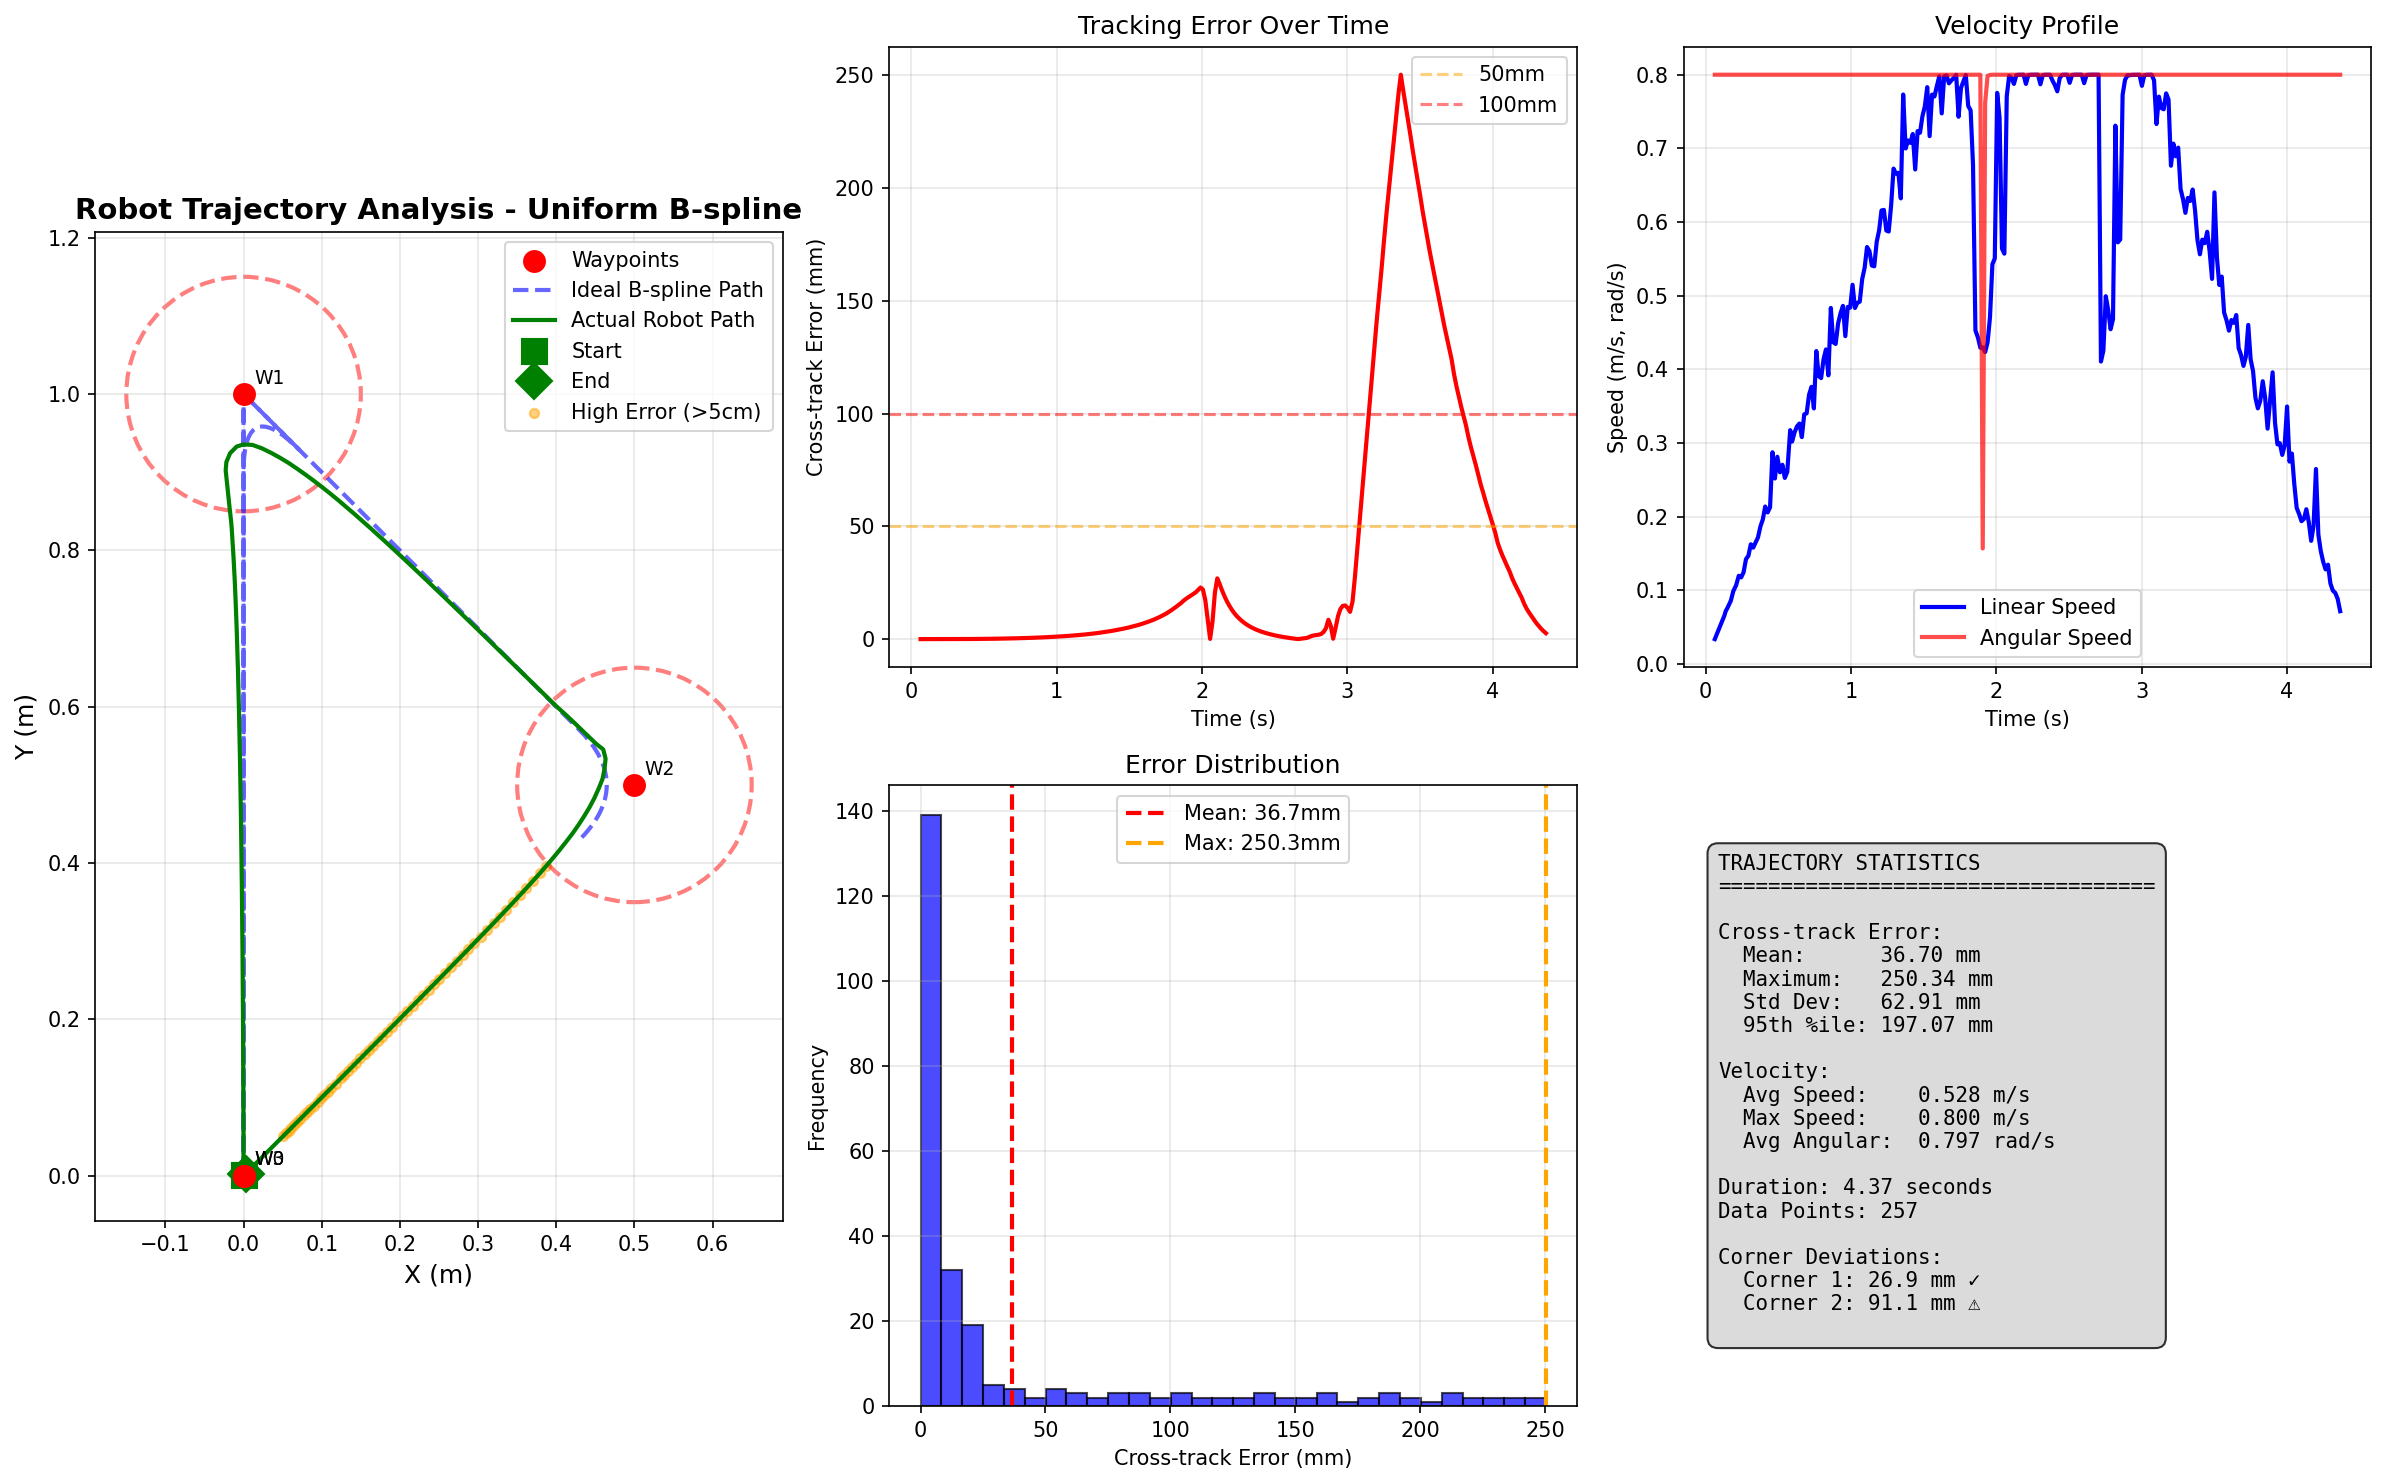 Robot Trajectory Analysis - Uniform B-spline
Waypoints
Ideal B-spline Path
Actual Robot Path
Start
End
High Error (>5cm)
W1
W2
W3
1.2
1.0
0.8
0.6
0.4
0.2
0.0
Y (m)
−0.1
0.0
0.1
0.2
0.3
0.4
0.5
0.6
X (m)
Tracking Error Over Time
50mm
100mm
250
200
150
100
50
0
Cross-track Error (mm)
0
1
2
3
4
Time (s)
Velocity Profile
0.8
0.7
0.6
0.5
0.4
0.3
0.2
0.1
0.0
Speed (m/s, rad/s)
Linear Speed
Angular Speed
0
1
2
3
4
Time (s)
Error Distribution
Mean: 36.7mm
Max: 250.3mm
140
120
100
80
60
40
20
0
Frequency
0
50
100
150
200
250
Cross-track Error (mm)
TRAJECTORY STATISTICS
===================================
Cross-track Error:
Mean: 36.70 mm
Maximum: 250.34 mm
Std Dev: 62.91 mm
95th %ile: 197.07 mm
Velocity:
Avg Speed: 0.528 m/s
Max Speed: 0.800 m/s
Avg Angular: 0.797 rad/s
Duration: 4.37 seconds
Data Points: 257
Corner Deviations:
Corner 1: 26.9 mm ✓
Corner 2: 91.1 mm ⚠